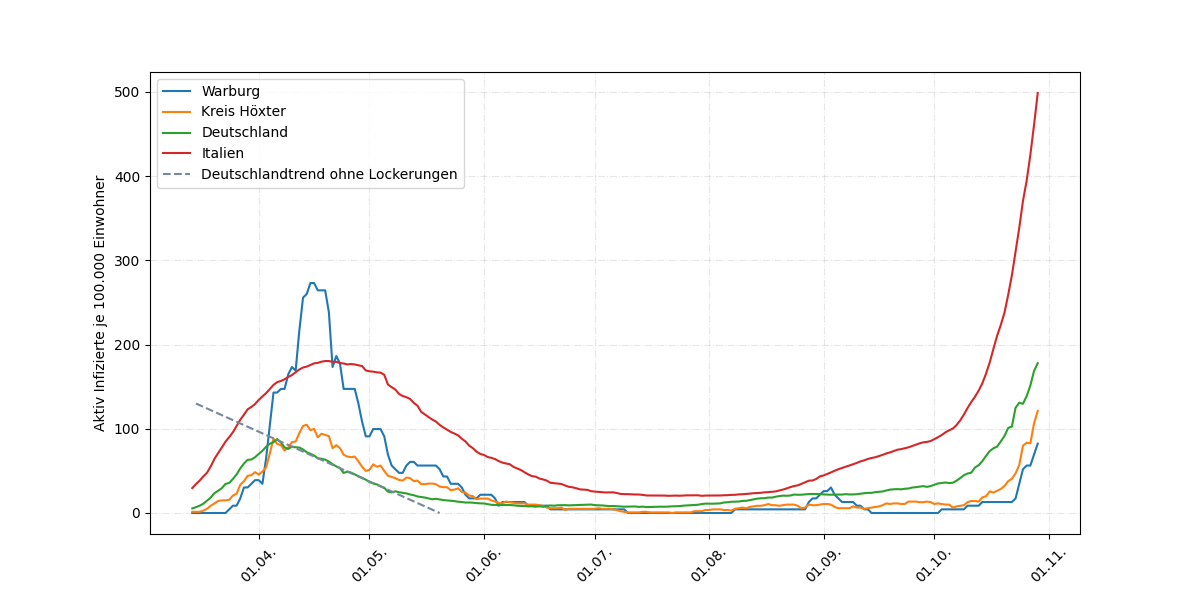 Warburg
Kreis Höxter
Deutschland
Italien
Deutschlandtrend ohne Lockerungen
Aktiv Infizierte je 100.000 Einwohner
500
400
300
200
100
0
01.04.
01.05.
01.06.
01.07.
01.08.
01.09.
01.10.
01.11.